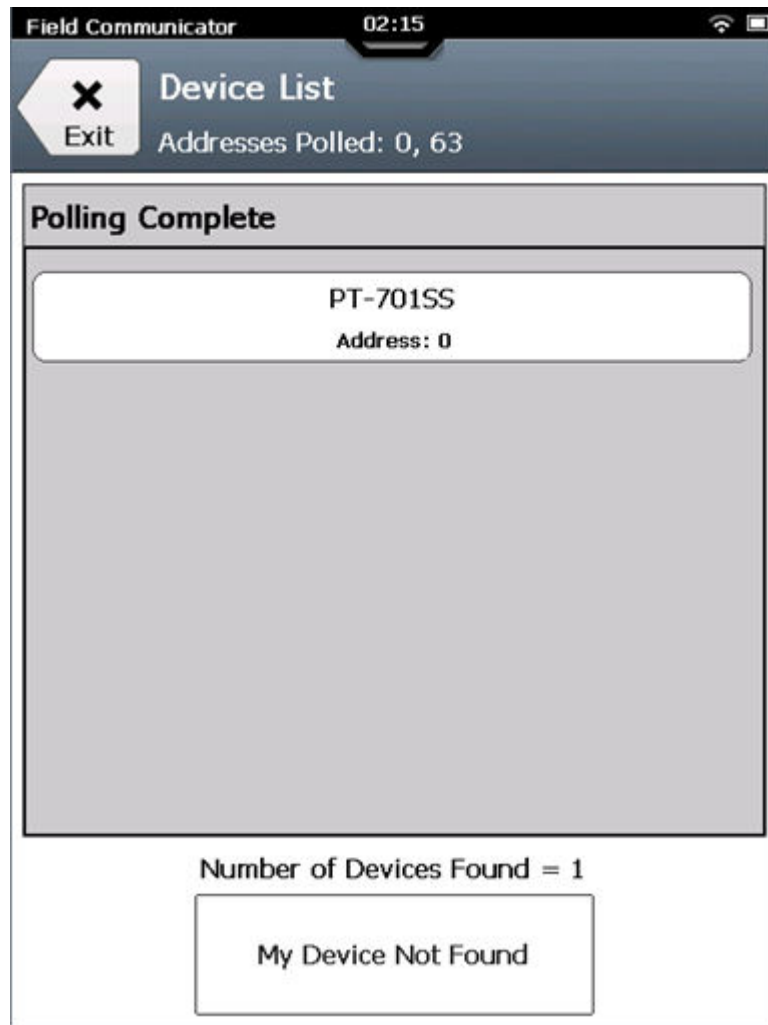 Field Communicator 02:15
Device List
Exit
Addresses Polled: 0, 63
Polling Complete
PT-701SS
Address: 0
Number of Devices Found = 1
My Device Not Found